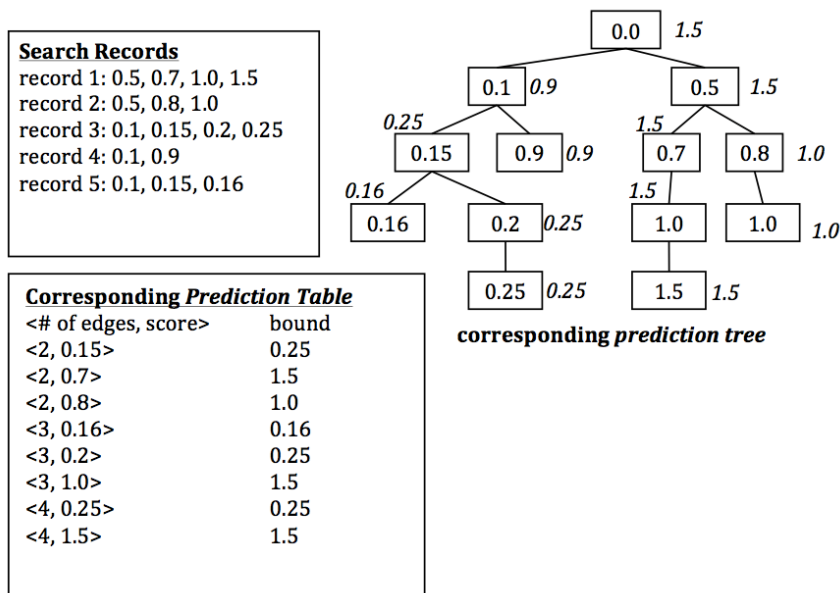 Search Records
record 1: 0.5, 0.7, 1.0, 1.5
record 2: 0.5, 0.8, 1.0
record 3: 0.1, 0.15, 0.2, 0.25
record 4: 0.1, 0.9
record 5: 0.1, 0.15, 0.16
0.0 1.5
0.1 0.9 0.5 1.5
0.25 1.5
0.15 0.9 0.9 0.7 0.8 1.0
0.16 1.5
0.16 0.2 0.25 1.0 1.0 1.0
0.25 0.25 1.5 1.5
corresponding prediction tree
Corresponding Prediction Table
<# of edges, score> bound
<2, 0.15> 0.25
<2, 0.7> 1.5
<2, 0.8> 1.0
<3, 0.16> 0.16
<3, 0.2> 0.25
<3, 1.0> 1.5
<4, 0.25> 0.25
<4, 1.5> 1.5